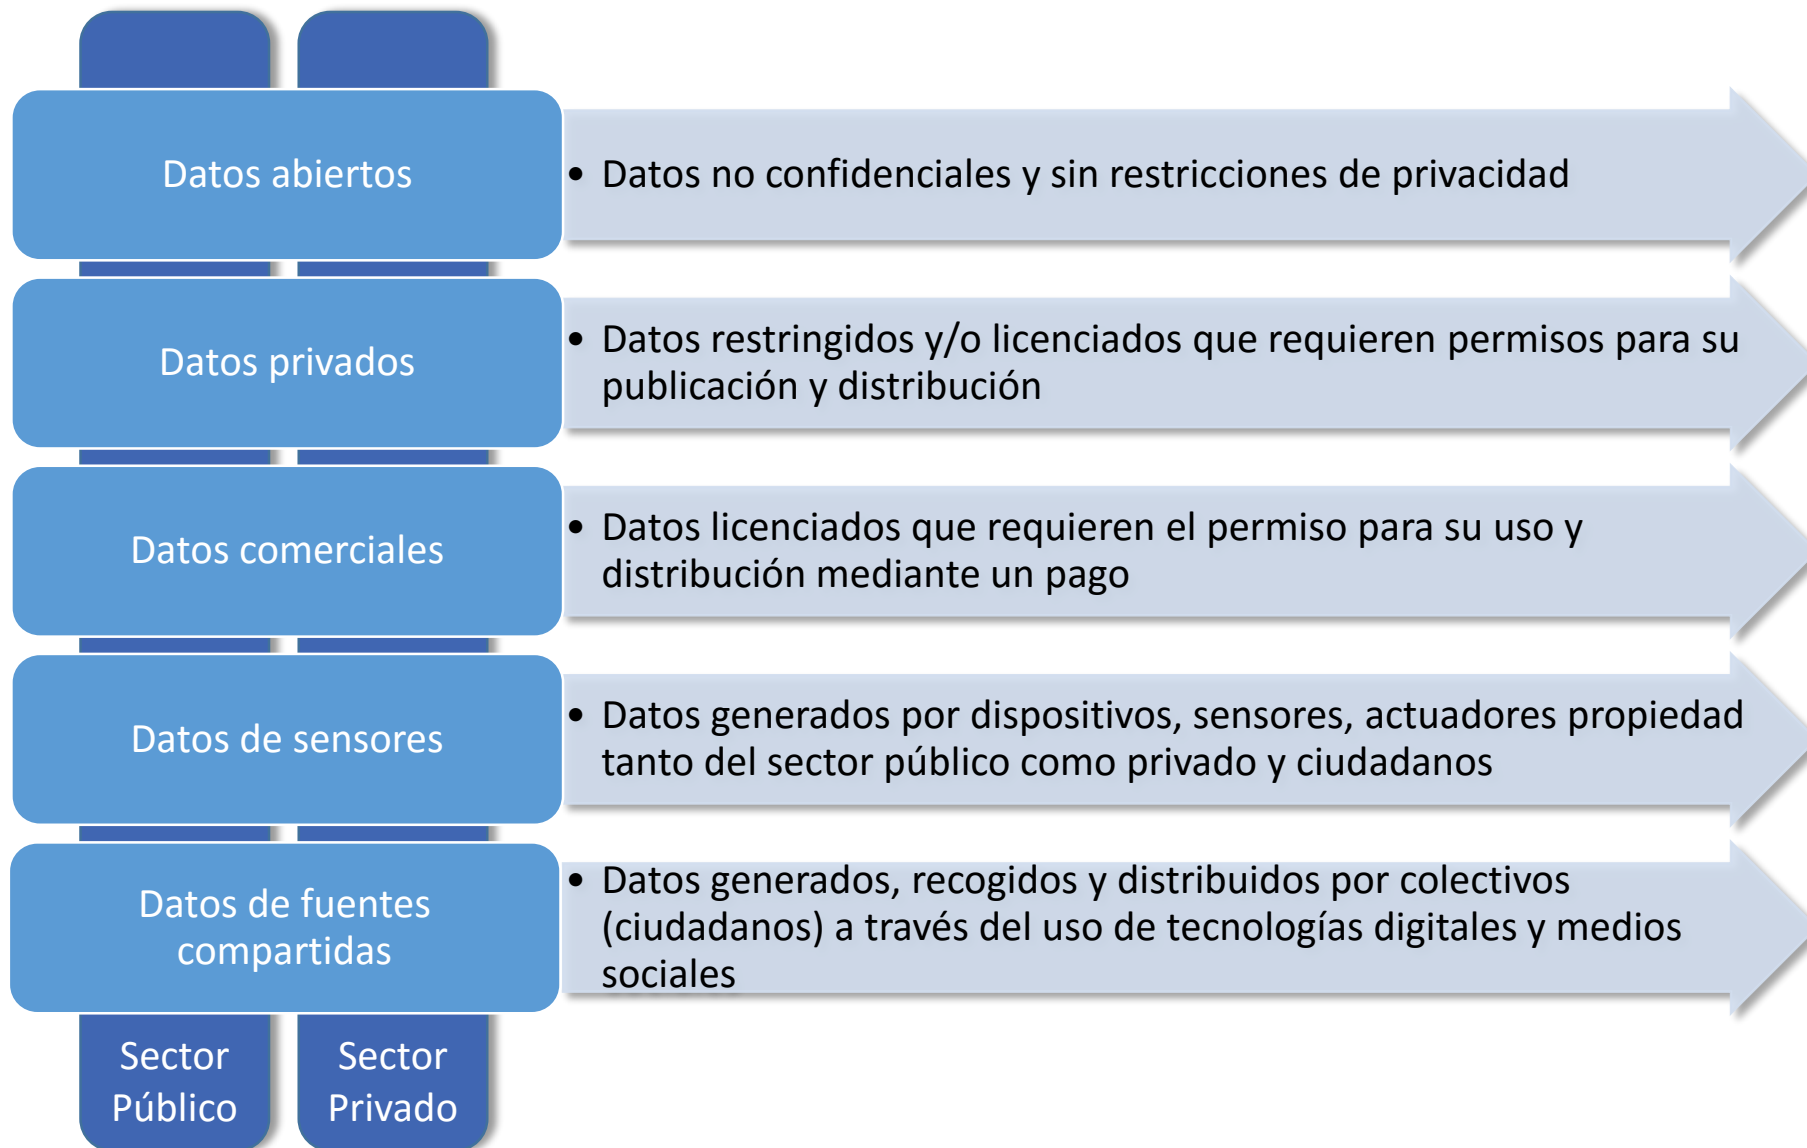 Datos abiertos
• Datos no confidenciales y sin restricciones de privacidad
Datos privados
• Datos restringidos y/o licenciados que requieren permisos para su
publicación y distribución
Datos comerciales
• Datos licenciados que requieren el permiso para su uso y
distribución mediante un pago
Datos de sensores
• Datos generados por dispositivos, sensores, actuadores propiedad
tanto del sector público como privado y ciudadanos
Datos de fuentes
compartidas
• Datos generados, recogidos y distribuidos por colectivos
(ciudadanos) a través del uso de tecnologías digitales y medios
sociales
Sector
Público
Sector
Privado